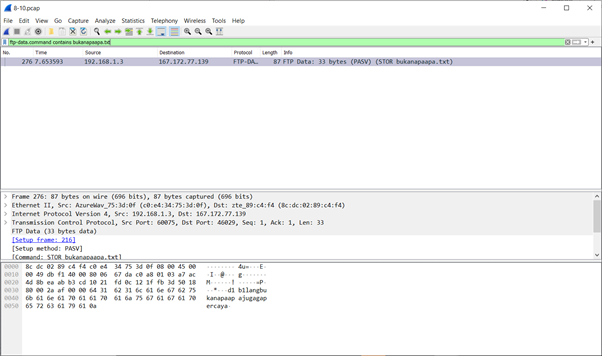 8-10.pcap
File Edit View Go Capture Analyze Statistics Telephony Wireless Tools Help
ftp-data.command contains bukanapaapa.txt
No. Time Source Destination Protocol Length Info
276 7.653593 192.168.1.3 167.172.77.139 FTP-DA… 87 FTP Data: 33 bytes (PASV) (STOR bukanapaapa.txt)
Frame 276: 87 bytes on wire (696 bits), 87 bytes captured (696 bits)
Ethernet II, Src: AzureWav_75:3d:0f (c0:e4:34:75:3d:0f), Dst: zte_89:c4:f4 (8c:dc:02:89:c4:f4)
Internet Protocol Version 4, Src: 192.168.1.3, Dst: 167.172.77.139
Transmission Control Protocol, Src Port: 60075, Dst Port: 46029, Seq: 1, Ack: 1, Len: 33
FTP Data (33 bytes data)
[Setup frame: 216]
[Setup method: PASV]
[Command: STOR bukanapaapa.txt]
0000 8c dc 02 89 c4 f4 c0 e4 34 75 3d 0f 08 00 45 00 ········ 4u=···E·
0010 00 49 db f1 40 00 80 06 67 da c0 a8 01 03 a7 ac ·I··@··· g·······
0020 4d 8b ea ab b3 cd 10 21 fd 0c 12 1f fb 3d 50 18 M······! ·····=P·
0030 80 00 2a af 00 00 64 31 62 31 6c 61 6e 67 62 75 ··*···d1 b1langbu
0040 6b 61 6e 61 70 61 61 70 61 6a 75 67 61 67 61 70 kanapaap ajugagap
0050 65 72 63 61 79 61 0a ercaya·